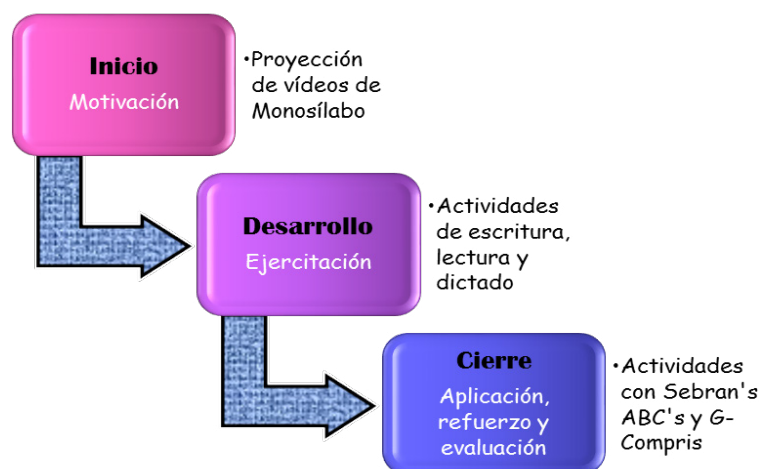 Inicio
Motivación
•Proyección
de vídeos de
Monosílabo
Desarrollo
Ejercitación
•Actividades
de escritura,
lectura y
dictado
Cierre
Aplicación,
refuerzo y
evaluación
•Actividades
con Sebran's
ABC's y G-
Compris